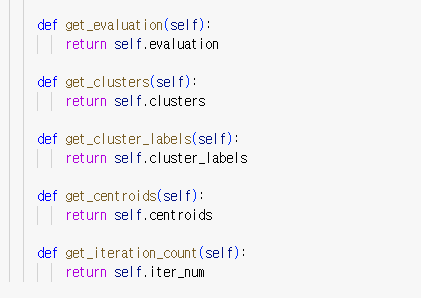 def get_evaluation(self):
return self.evaluation
def get_clusters(self):
return self.clusters
def get_cluster_labels(self):
return self.cluster_labels
def get_centroids(self):
return self.centroids
def get_iteration_count(self):
return self.iter_num